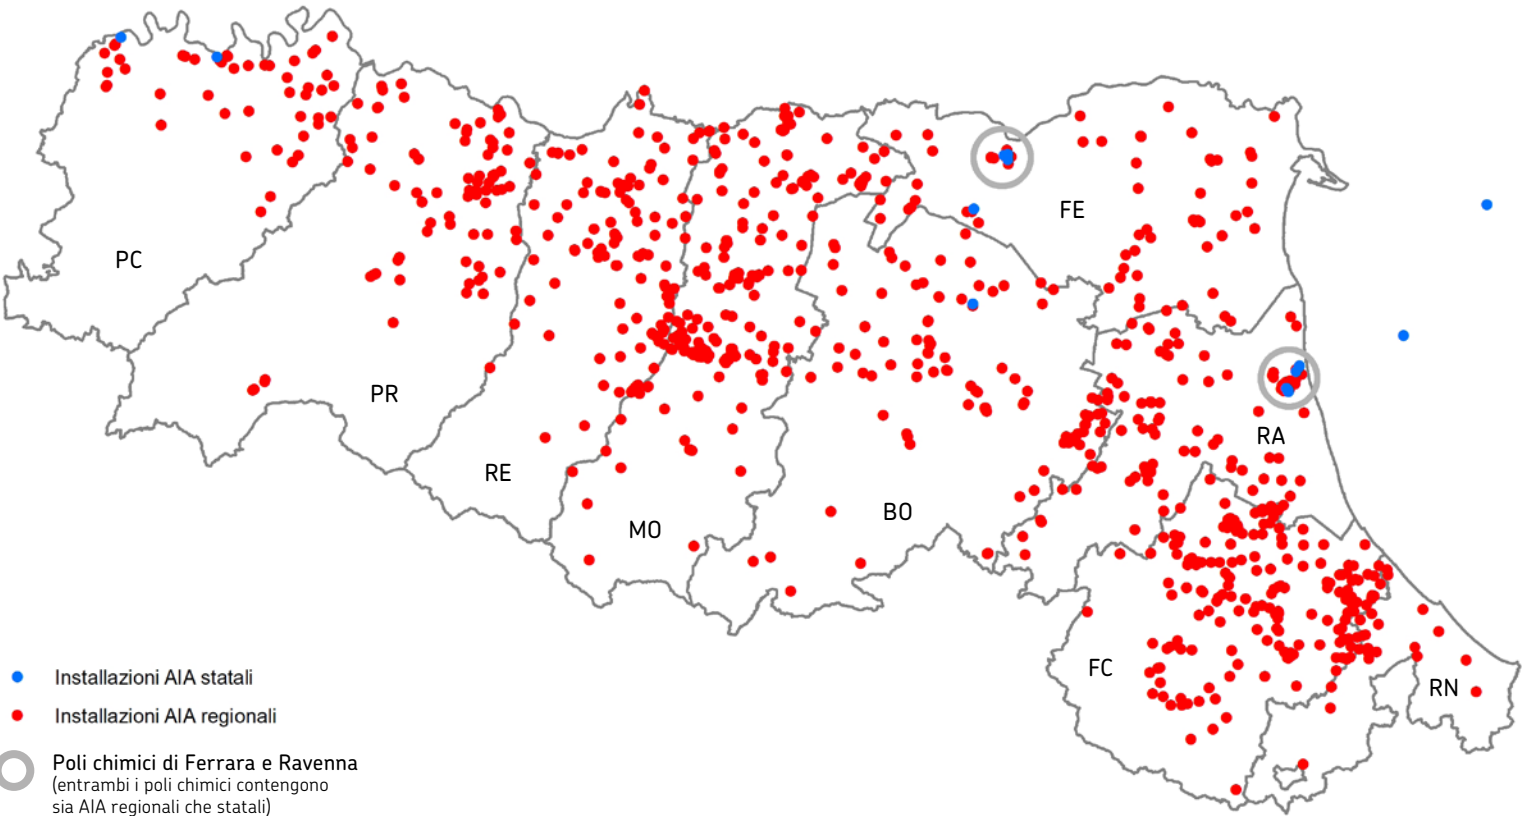 FE
PC
PR
RA
RE
BO
MO
FC
RN
Installazioni AIA statali
Installazioni AIA regionali
Poli chimici di Ferrara e Ravenna
(entrambi i poli chimici contengono
sia AIA regionali che statali)